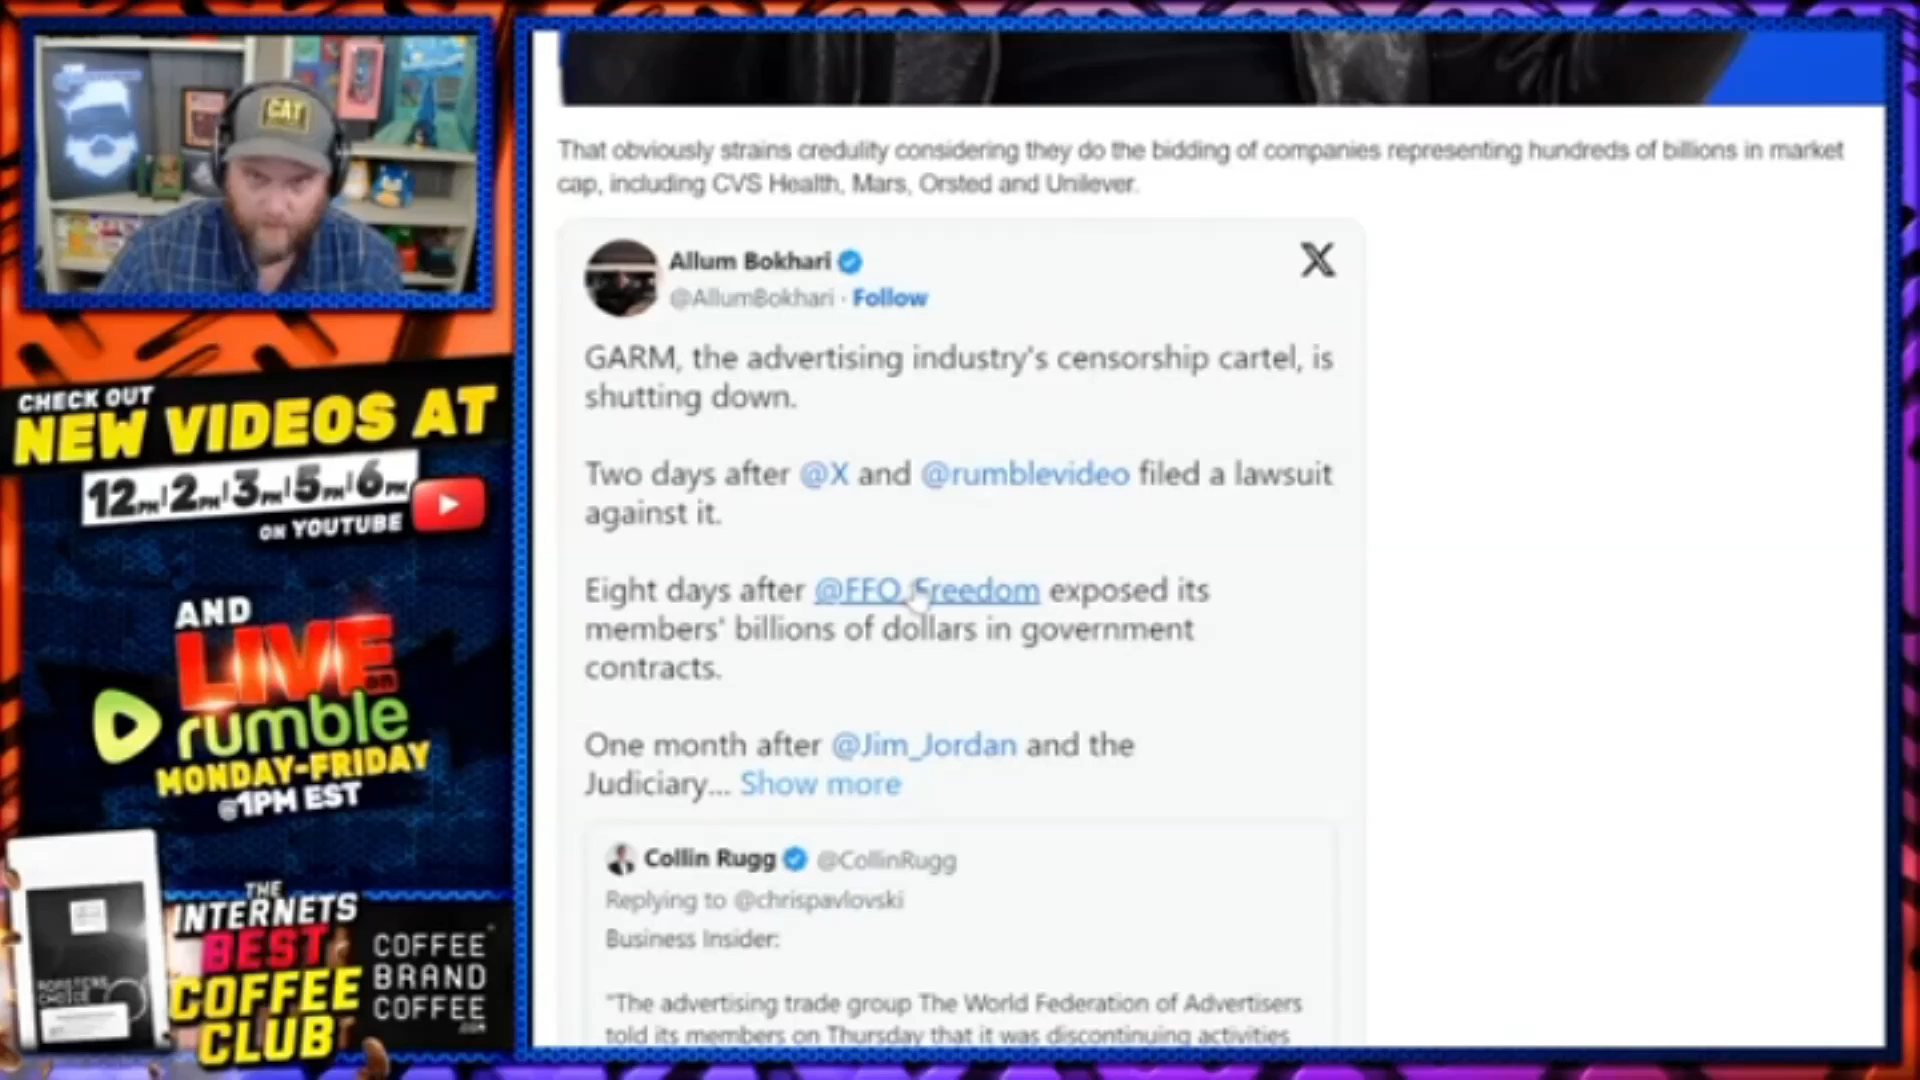 CAT
CHECK OUT
NEW VIDEOS AT
12PM | 2PM | 3PM | 5PM | 6PM
ON YOUTUBE
AND
LIVE on
rumble
MONDAY-FRIDAY
@1PM EST
THE
INTERNETS
BEST
COFFEE
CLUB
COFFEE
BRAND
COFFEE
.COM
ROASTERS
CHOICE
That obviously strains credulity considering they do the bidding of companies representing hundreds of billions in market
cap, including CVS Health, Mars, Orsted and Unilever.
Allum Bokhari
@AllumBokhari · Follow
GARM, the advertising industry's censorship cartel, is
shutting down.
Two days after @X and @rumblevideo filed a lawsuit
against it.
Eight days after @FFO_Freedom exposed its
members' billions of dollars in government
contracts.
One month after @Jim_Jordan and the
Judiciary... Show more
Collin Rugg @CollinRugg
Replying to @chrispavlovski
Business Insider:
"The advertising trade group The World Federation of Advertisers
told its members on Thursday that it was discontinuing activities